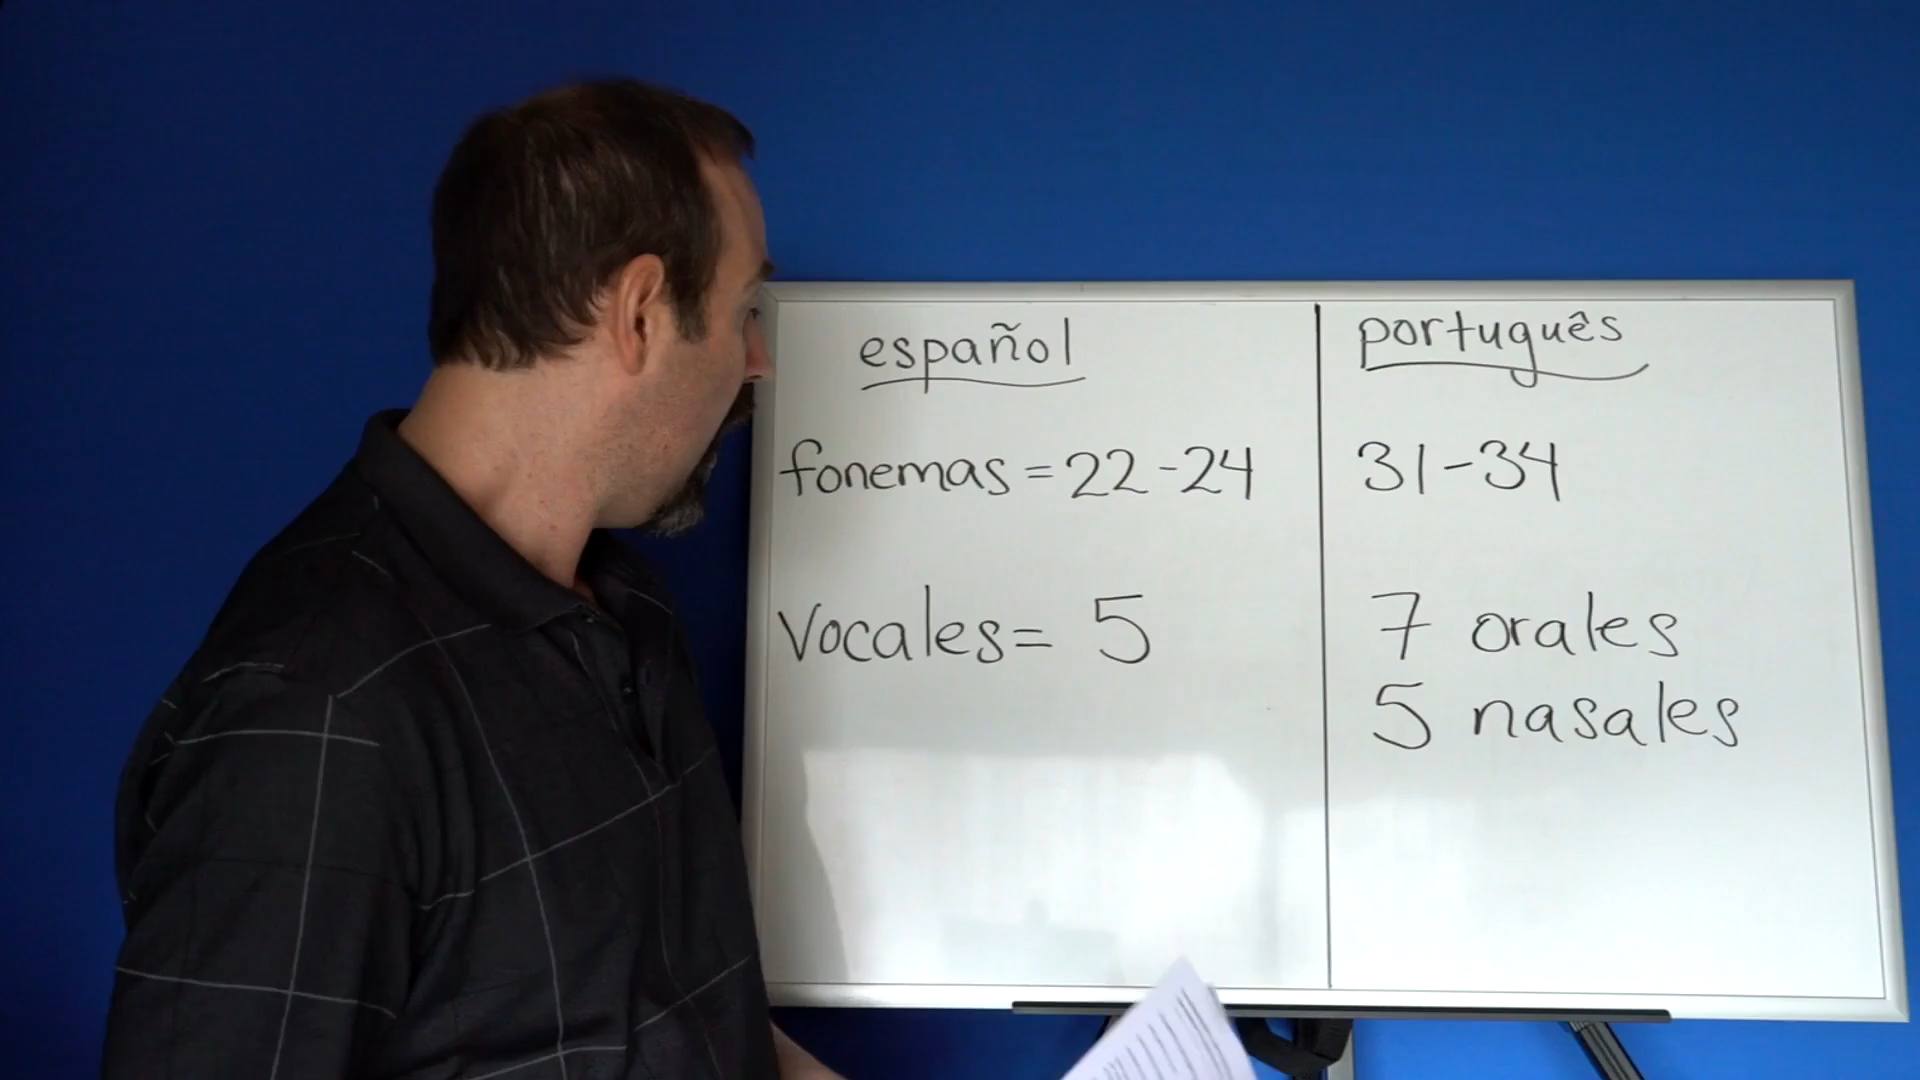 español
fonemas = 22-24
Vocales = 5
português
31-34
7 orales
5 nasales